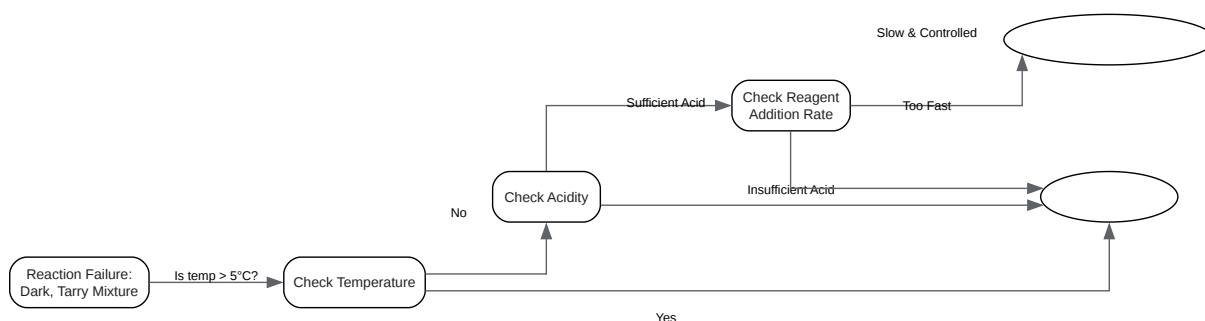 Slow & Controlled
Sufficient Acid
Check Reagent
Addition Rate
Too Fast
Check Acidity
Insufficient Acid
No
Reaction Failure:
Dark, Tarry Mixture
Is temp > 5°C?
Check Temperature
Yes